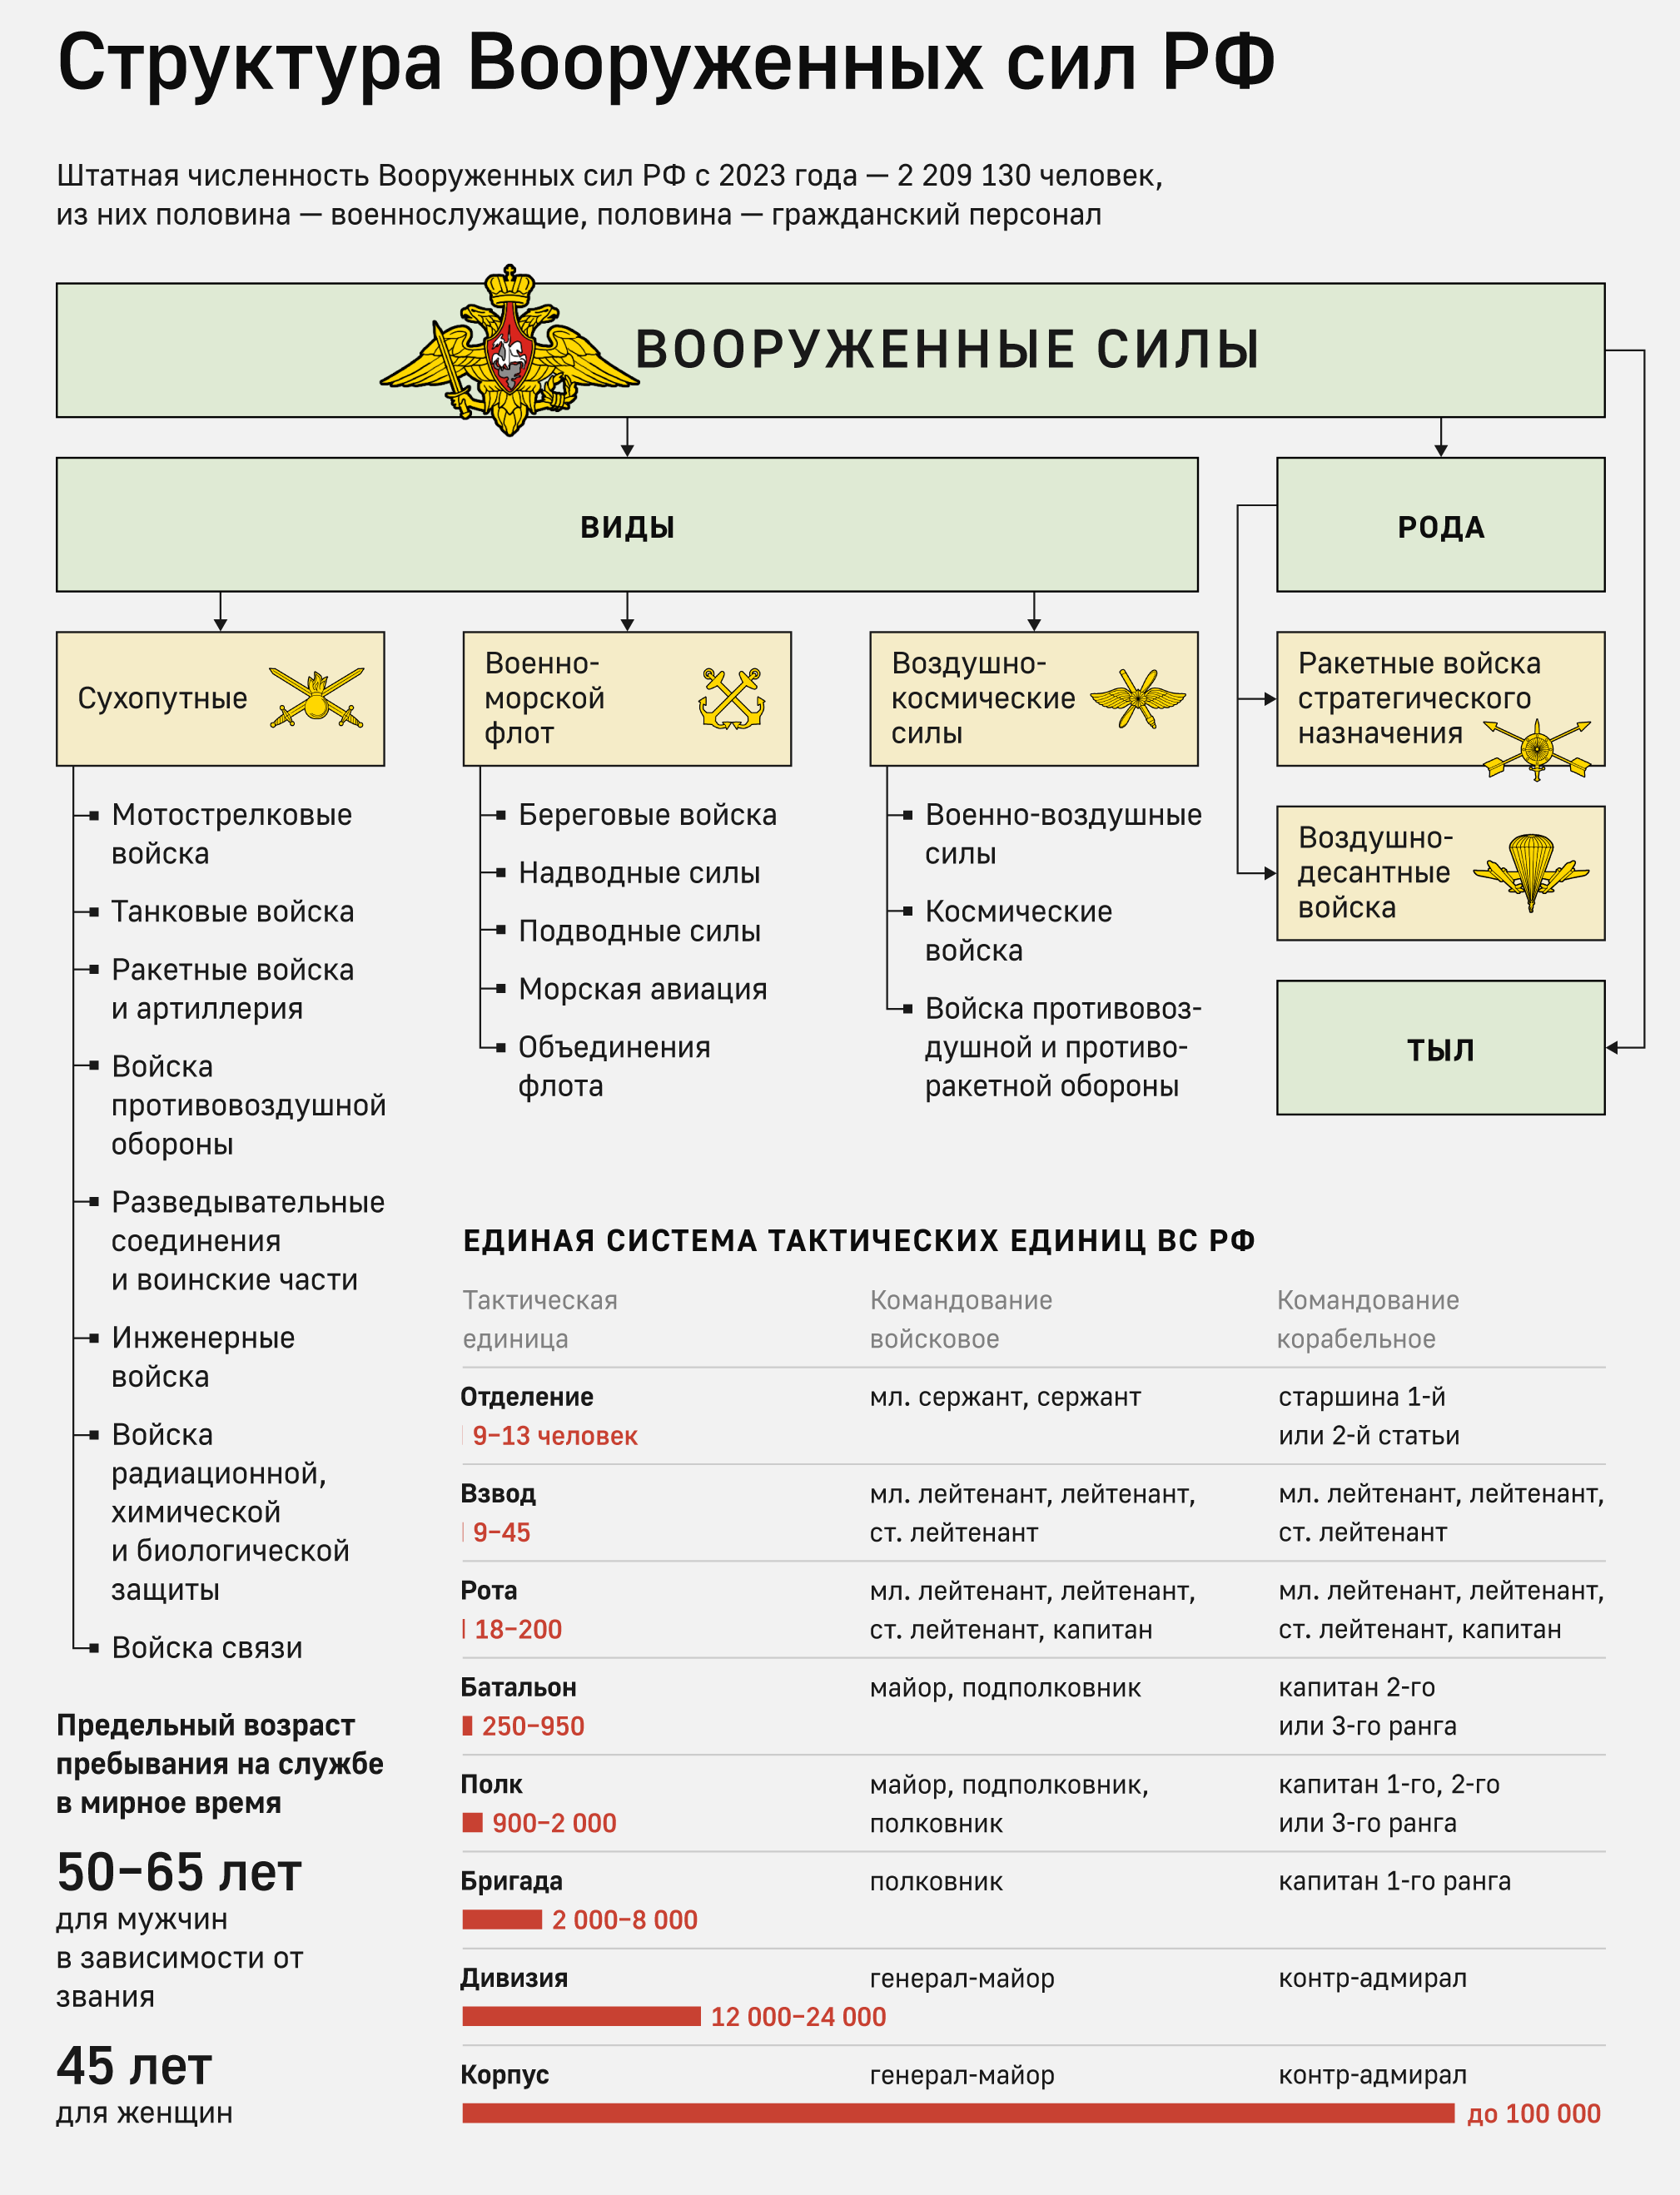 Структура Вооруженных сил РФ
Штатная численность Вооруженных сил РФ с 2023 года — 2 209 130 человек,
из них половина — военнослужащие, половина — гражданский персонал
ВООРУЖЕННЫЕ СИЛЫ
ВИДЫ
РОДА
Сухопутные
Мотострелковые
войска
Танковые войска
Ракетные войска
и артиллерия
Войска
противовоздушной
обороны
Разведывательные
соединения
и воинские части
Инженерные
войска
Войска
радиационной,
химической
и биологической
защиты
Войска связи
Военно-
морской
флот
Береговые войска
Надводные силы
Подводные силы
Морская авиация
Объединения
флота
Воздушно-
космические
силы
Военно-воздушные
силы
Космические
войска
Войска противовоз-
душной и противо-
ракетной обороны
Ракетные войска
стратегического
назначения
Воздушно-
десантные
войска
ТЫЛ
Предельный возраст
пребывания на службе
в мирное время
50–65 лет
для мужчин
в зависимости от
звания
45 лет
для женщин
ЕДИНАЯ СИСТЕМА ТАКТИЧЕСКИХ ЕДИНИЦ ВС РФ
Тактическая
единица
Командование
войсковое
Командование
корабельное
Отделение
9–13 человек
мл. сержант, сержант
старшина 1-й
или 2-й статьи
Взвод
9–45
мл. лейтенант, лейтенант,
ст. лейтенант
мл. лейтенант, лейтенант,
ст. лейтенант
Рота
18–200
мл. лейтенант, лейтенант,
ст. лейтенант, капитан
мл. лейтенант, лейтенант,
ст. лейтенант, капитан
Батальон
250–950
майор, подполковник
капитан 2-го
или 3-го ранга
Полк
900–2 000
майор, подполковник,
полковник
капитан 1-го, 2-го
или 3-го ранга
Бригада
2 000–8 000
полковник
капитан 1-го ранга
Дивизия
12 000–24 000
генерал-майор
контр-адмирал
Корпус
до 100 000
генерал-майор
контр-адмирал